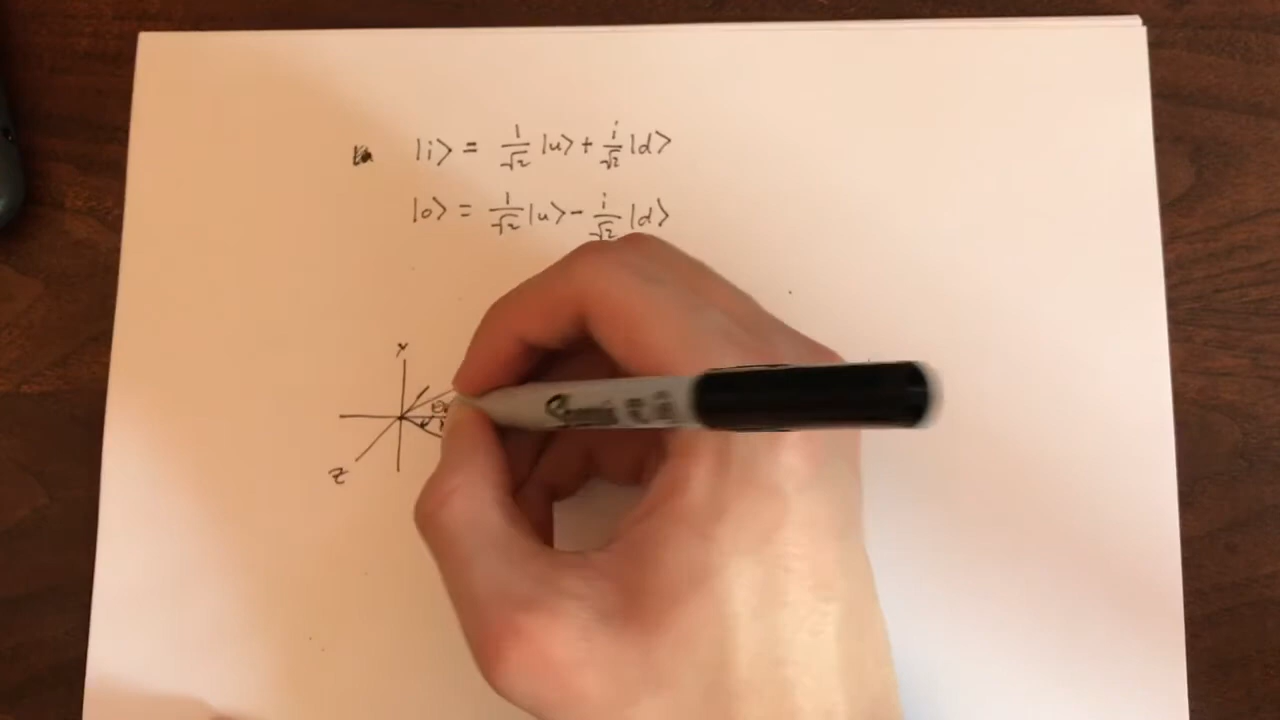 |i⟩ = 1/√2 |u⟩ + i/√2 |d⟩
|o⟩ = 1/√2 |u⟩ - i/√2 |d⟩
Y
θ
z